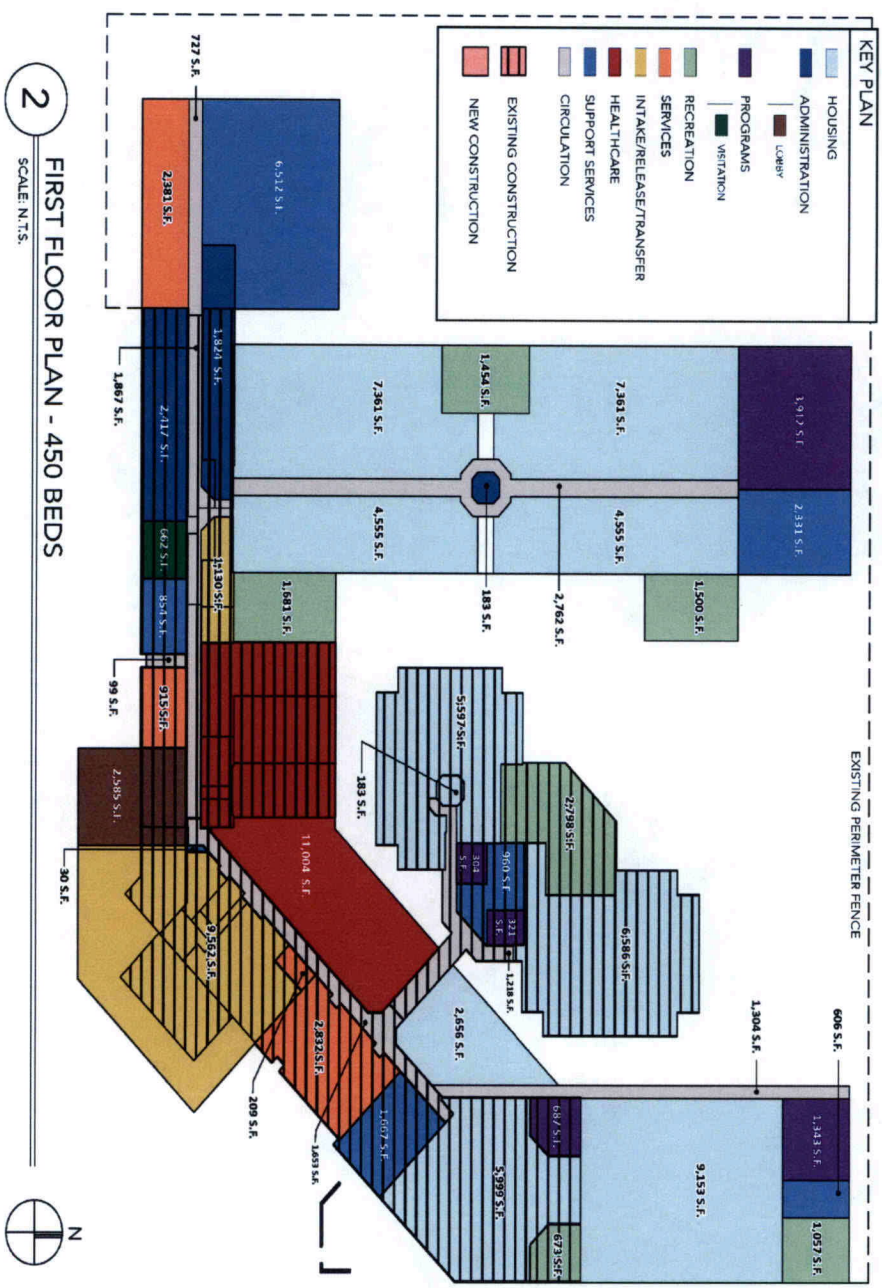 KEY PLAN
HOUSING
ADMINISTRATION
LOBBY
PROGRAMS
VISITATION
RECREATION
SERVICES
INTAKE/RELEASE/TRANSFER
HEALTHCARE
SUPPORT SERVICES
CIRCULATION
EXISTING CONSTRUCTION
NEW CONSTRUCTION
EXISTING PERIMETER FENCE
3,912 S.F.
2,331 S.F.
1,500 S.F.
7,361 S.F.
4,555 S.F.
2,762 S.F.
183 S.F.
1,454 S.F.
7,361 S.F.
4,555 S.F.
1,681 S.F.
6,512 S.F.
727 S.F.
2,381 S.F.
1,824 S.F.
1,867 S.F.
2,417 S.F.
1,130 S.F.
662 S.F.
854 S.F.
99 S.F.
915 S.F.
2,585 S.F.
30 S.F.
11,004 S.F.
9,562 S.F.
209 S.F.
2,832 S.F.
1,653 S.F.
1,667 S.F.
5,597 S.F.
183 S.F.
2,798 S.F.
304
S.F.
960 S.F.
321
S.F.
1,218 S.F.
6,586 S.F.
2,656 S.F.
1,304 S.F.
606 S.F.
1,343 S.F.
1,057 S.F.
9,153 S.F.
687 S.F.
5,999 S.F.
673 S.F.
2
FIRST FLOOR PLAN - 450 BEDS
SCALE: N.T.S.
N